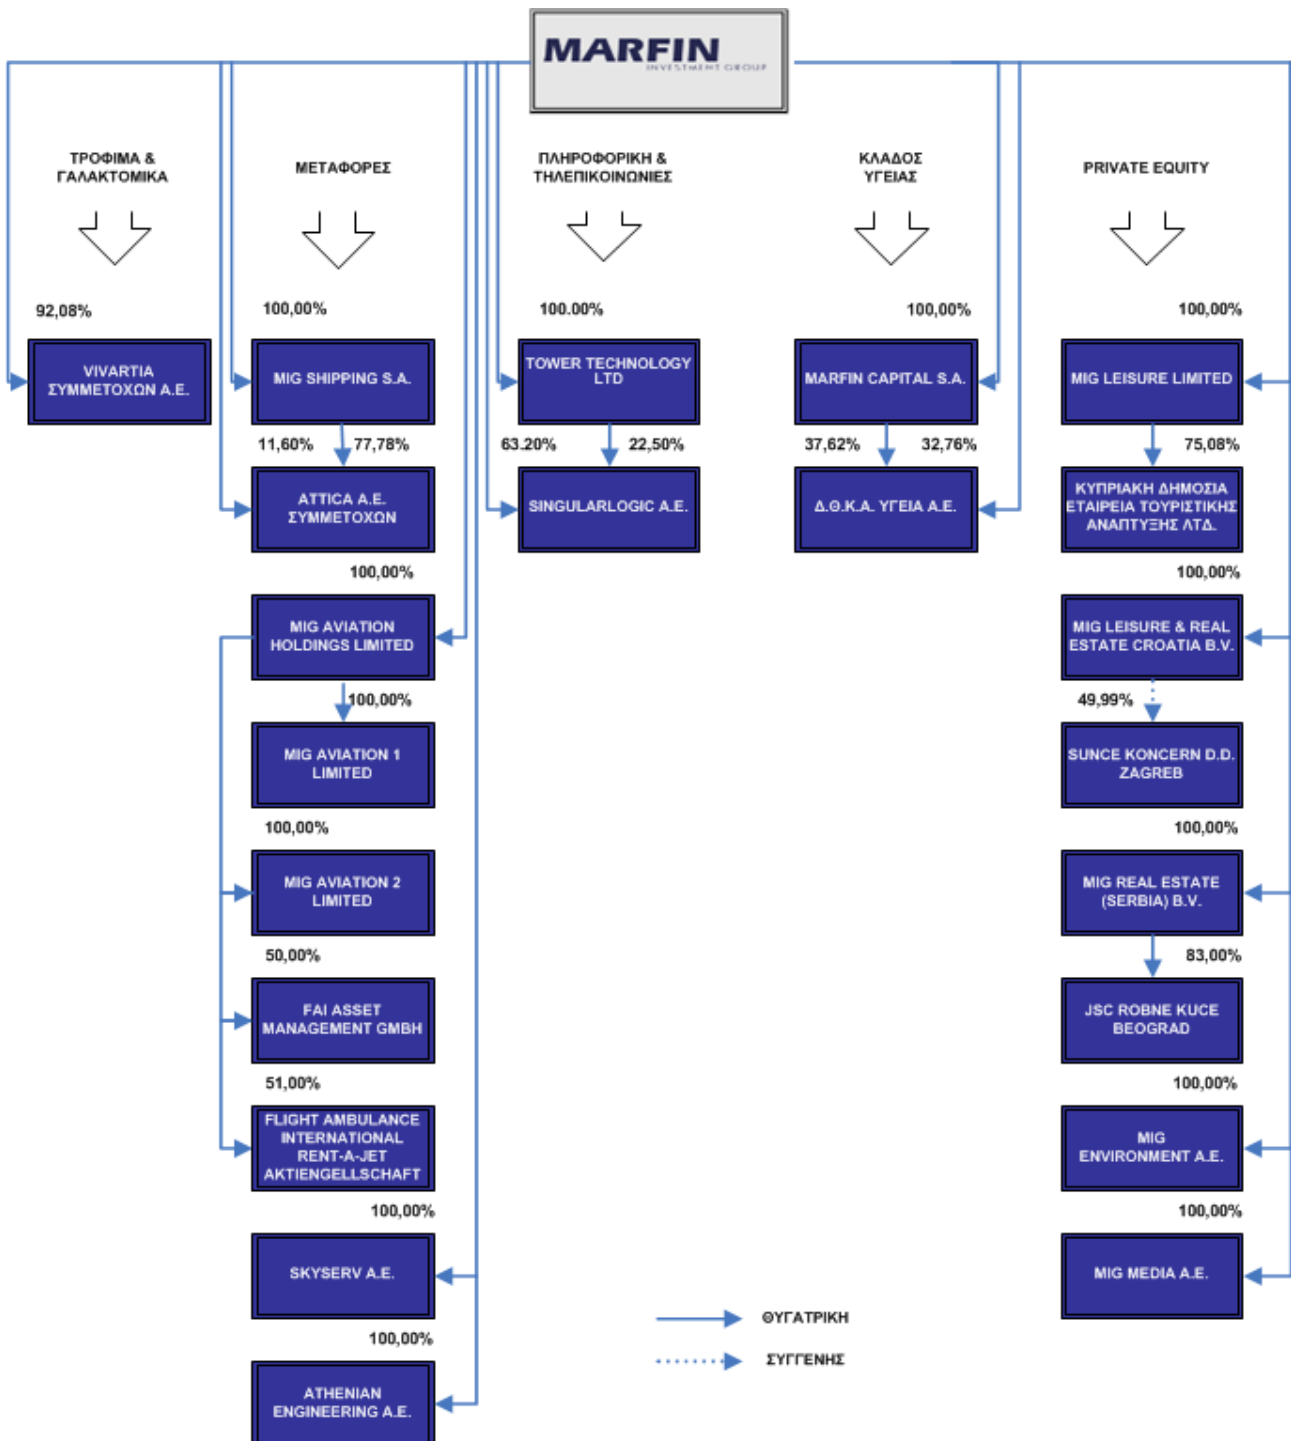 MARFIN
INVESTMENT GROUP
ΤΡΟΦΙΜΑ &
ΓΑΛΑΚΤΟΜΙΚΑ
ΜΕΤΑΦΟΡΕΣ
ΠΛΗΡΟΦΟΡΙΚΗ &
ΤΗΛΕΠΙΚΟΙΝΩΝΙΕΣ
ΚΛΑΔΟΣ
ΥΓΕΙΑΣ
PRIVATE EQUITY
92,08%
VIVARTIA
ΣΥΜΜΕΤΟΧΩΝ Α.Ε.
100,00%
MIG SHIPPING S.A.
11,60%
77,78%
ATTICA A.E.
ΣΥΜΜΕΤΟΧΩΝ
100,00%
MIG AVIATION
HOLDINGS LIMITED
100,00%
MIG AVIATION 1
LIMITED
100,00%
MIG AVIATION 2
LIMITED
50,00%
FAI ASSET
MANAGEMENT GMBH
51,00%
FLIGHT AMBULANCE
INTERNATIONAL
RENT-A-JET
AKTIENGELLSCHAFT
100,00%
SKYSERV A.E.
100,00%
ATHENIAN
ENGINEERING A.E.
100.00%
TOWER TECHNOLOGY
LTD
63.20%
22,50%
SINGULARLOGIC A.E.
100,00%
MARFIN CAPITAL S.A.
37,62%
32,76%
Δ.Θ.Κ.Α. ΥΓΕΙΑ Α.Ε.
100,00%
MIG LEISURE LIMITED
75,08%
ΚΥΠΡΙΑΚΗ ΔΗΜΟΣΙΑ
ΕΤΑΙΡΕΙΑ ΤΟΥΡΙΣΤΙΚΗΣ
ΑΝΑΠΤΥΞΗΣ ΛΤΔ.
100,00%
MIG LEISURE & REAL
ESTATE CROATIA B.V.
49,99%
SUNCE KONCERN D.D.
ZAGREB
100,00%
MIG REAL ESTATE
(SERBIA) B.V.
83,00%
JSC ROBNE KUCE
BEOGRAD
100,00%
MIG
ENVIRONMENT A.E.
100,00%
MIG MEDIA A.E.
ΘΥΓΑΤΡΙΚΗ
ΣΥΓΓΕΝΗΣ